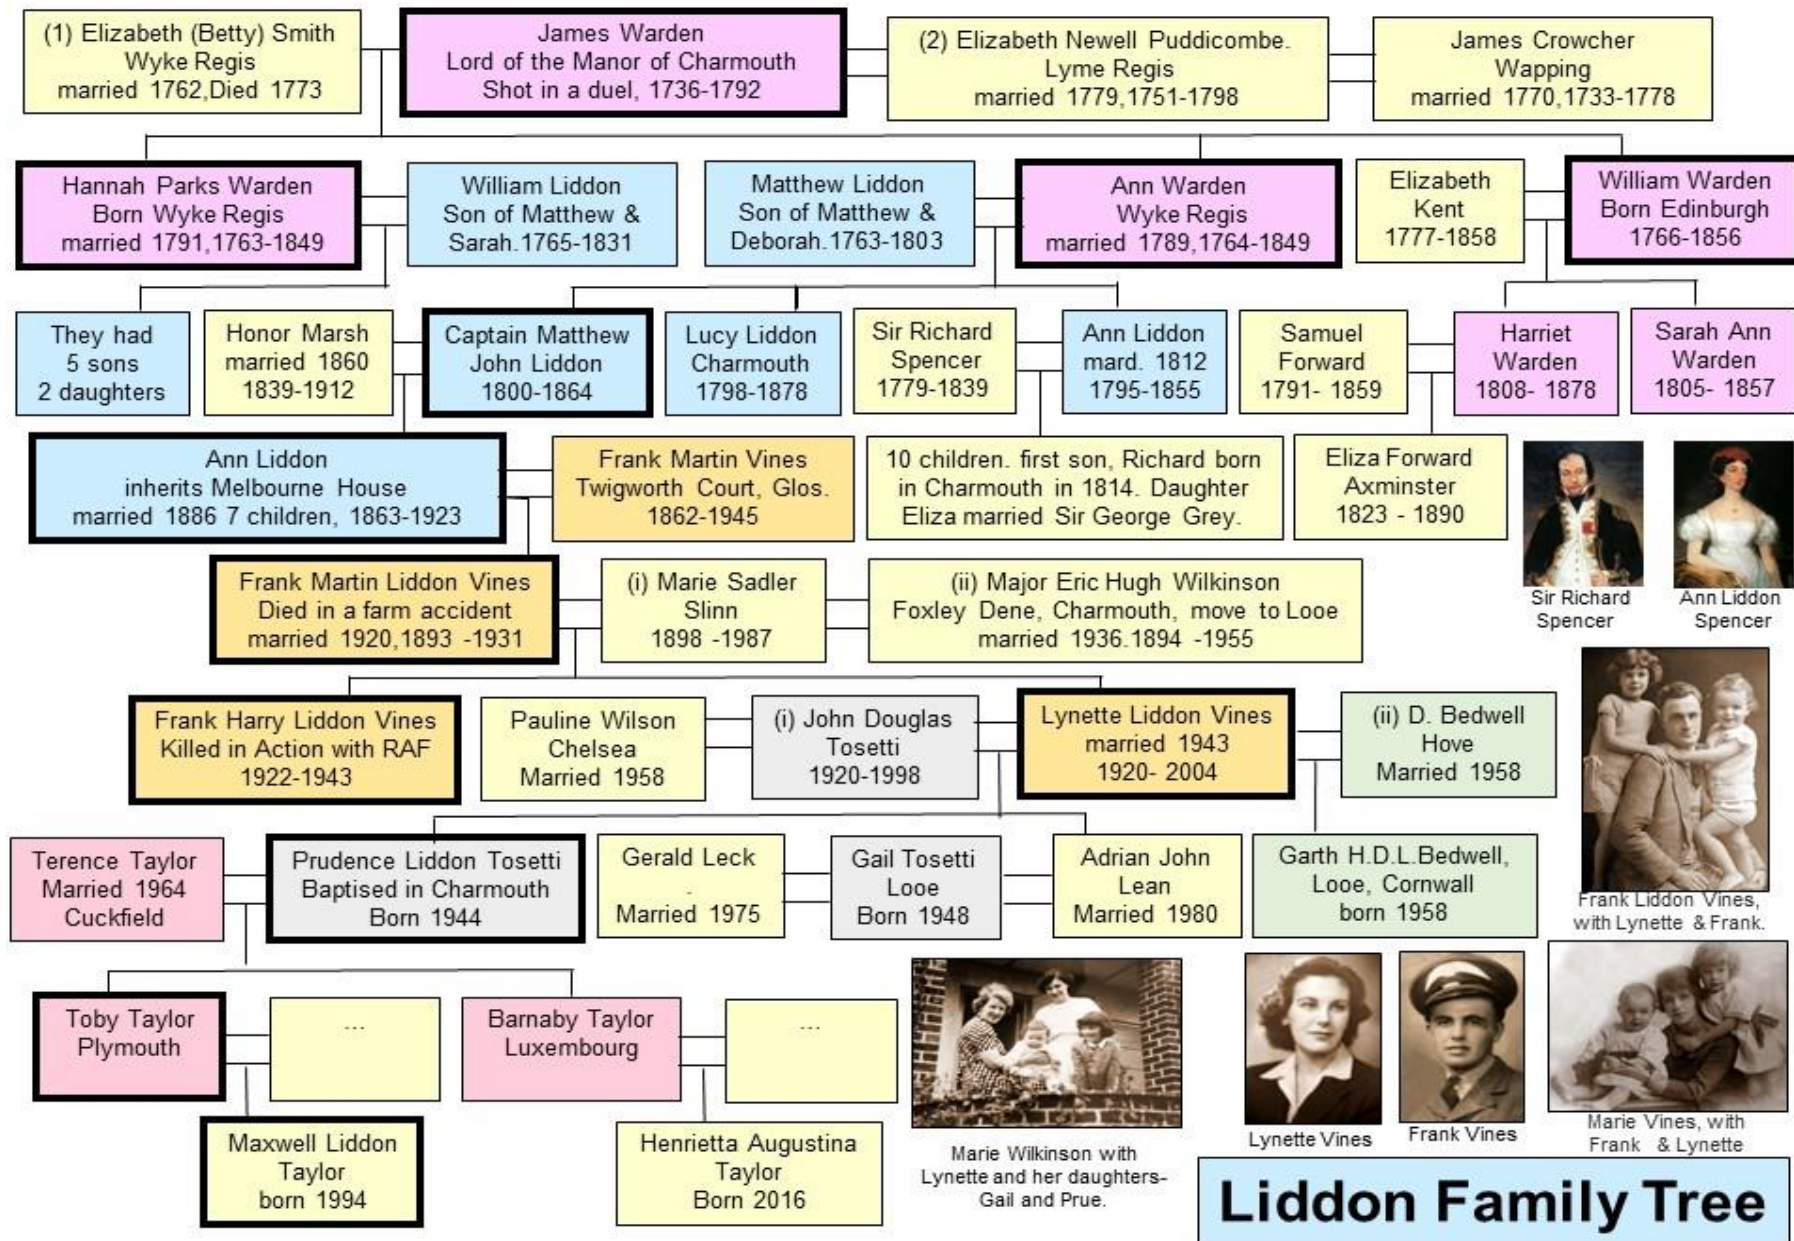 (1) Elizabeth (Betty) Smith
Wyke Regis
married 1762,Died 1773
James Warden
Lord of the Manor of Charmouth
Shot in a duel, 1736-1792
(2) Elizabeth Newell Puddicombe.
Lyme Regis
married 1779,1751-1798
James Crowcher
Wapping
married 1770,1733-1778
Hannah Parks Warden
Born Wyke Regis
married 1791,1763-1849
William Liddon
Son of Matthew &
Sarah.1765-1831
Matthew Liddon
Son of Matthew &
Deborah.1763-1803
Ann Warden
Wyke Regis
married 1789,1764-1849
Elizabeth
Kent
1777-1858
William Warden
Born Edinburgh
1766-1856
They had
5 sons
2 daughters
Honor Marsh
married 1860
1839-1912
Captain Matthew
John Liddon
1800-1864
Lucy Liddon
Charmouth
1798-1878
Sir Richard
Spencer
1779-1839
Ann Liddon
mard. 1812
1795-1855
Samuel
Forward
1791- 1859
Harriet
Warden
1808- 1878
Sarah Ann
Warden
1805- 1857
Ann Liddon
inherits Melbourne House
married 1886 7 children, 1863-1923
Frank Martin Vines
Twigworth Court, Glos.
1862-1945
10 children. first son, Richard born
in Charmouth in 1814. Daughter
Eliza married Sir George Grey.
Eliza Forward
Axminster
1823 - 1890
Sir Richard
Spencer
Ann Liddon
Spencer
Frank Martin Liddon Vines
Died in a farm accident
married 1920,1893 -1931
(i) Marie Sadler
Slinn
1898 -1987
(ii) Major Eric Hugh Wilkinson
Foxley Dene, Charmouth, move to Looe
married 1936.1894 -1955
Frank Harry Liddon Vines
Killed in Action with RAF
1922-1943
Pauline Wilson
Chelsea
Married 1958
(i) John Douglas
Tosetti
1920-1998
Lynette Liddon Vines
married 1943
1920- 2004
(ii) D. Bedwell
Hove
Married 1958
Frank Liddon Vines,
with Lynette & Frank.
Terence Taylor
Married 1964
Cuckfield
Prudence Liddon Tosetti
Baptised in Charmouth
Born 1944
Gerald Leck
.
Married 1975
Gail Tosetti
Looe
Born 1948
Adrian John
Lean
Married 1980
Garth H.D.L.Bedwell,
Looe, Cornwall
born 1958
Toby Taylor
Plymouth
...
Barnaby Taylor
Luxembourg
...
Maxwell Liddon
Taylor
born 1994
Henrietta Augustina
Taylor
Born 2016
Marie Wilkinson with
Lynette and her daughters-
Gail and Prue.
Lynette Vines
Frank Vines
Marie Vines, with
Frank & Lynette
Liddon Family Tree